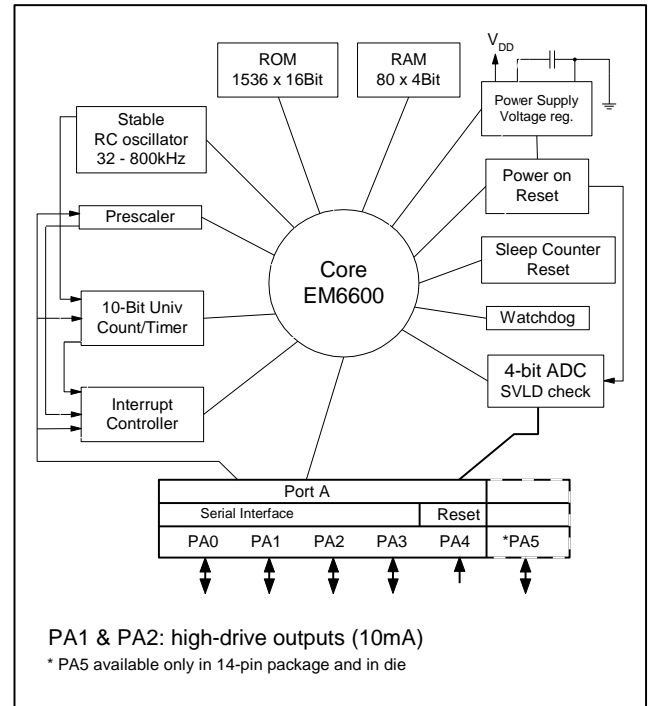 ROM
1536 x 16Bit
RAM
80 x 4Bit
VDD
Power Supply
Voltage reg.
Stable
RC oscillator
32 - 800kHz
Power on
Reset
Prescaler
Core
EM6600
Sleep Counter
Reset
10-Bit Univ
Count/Timer
Watchdog
4-bit ADC
SVLD check
Interrupt
Controller
Port A
Serial Interface
Reset
PA0 PA1 PA2 PA3 PA4 *PA5
PA1 & PA2: high-drive outputs (10mA)
* PA5 available only in 14-pin package and in die